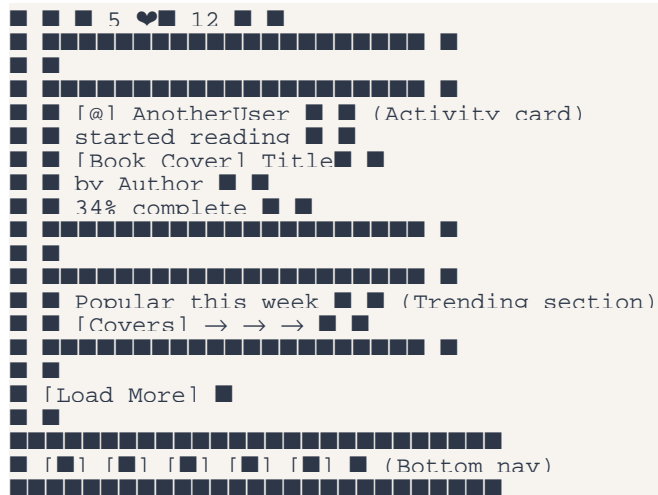 ■ ■ ■ 5 ❤■ 12 ■ ■
■ ■■■■■■■■■■■■■■■■■■■■■ ■
■ ■
■ ■■■■■■■■■■■■■■■■■■■■■ ■
■ ■ [@] AnotherUser ■ ■ (Activity card)
■ ■ started reading ■ ■
■ ■ [Book Cover] Title■ ■
■ ■ by Author ■ ■
■ ■ 34% complete ■ ■
■ ■■■■■■■■■■■■■■■■■■■■■ ■
■ ■
■ ■■■■■■■■■■■■■■■■■■■■■ ■
■ ■ Popular this week ■ ■ (Trending section)
■ ■ [Covers] → → → ■ ■
■ ■■■■■■■■■■■■■■■■■■■■■ ■
■ ■
■ [Load More] ■
■ ■
■■■■■■■■■■■■■■■■■■■■■■■■■■■
■ [■] [■] [■] [■] [■] ■ (Bottom nav)
■■■■■■■■■■■■■■■■■■■■■■■■■■■